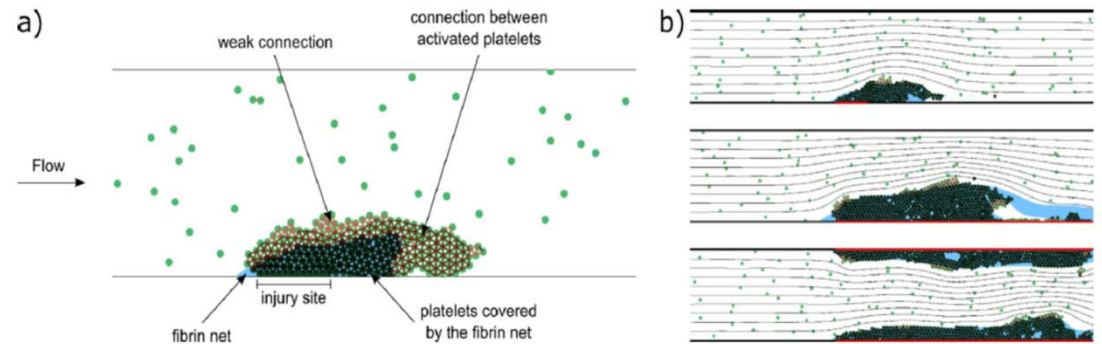 a)
b)
connection between
activated platelets
weak connection
Flow
injury site
fibrin net
platelets covered
by the fibrin net